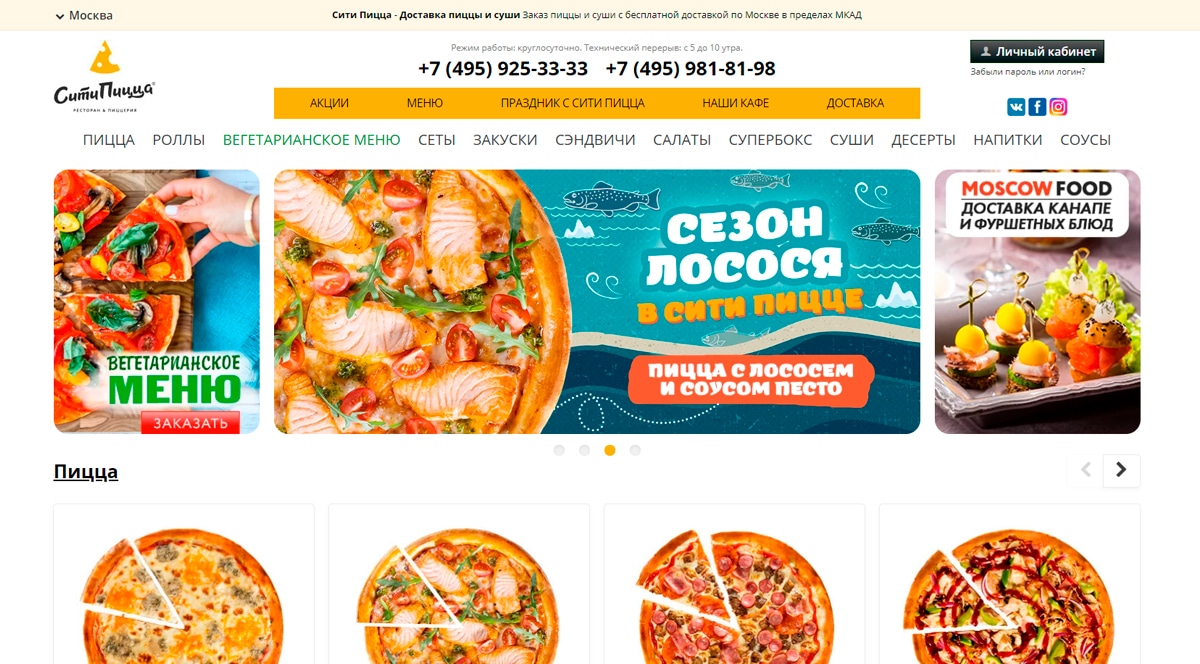 Москва
Сити Пицца - Доставка пиццы и суши Заказ пиццы и суши с бесплатной доставкой по Москве в пределах МКАД
СитиПицца®
РЕСТОРАН & ПИЦЦЕРИЯ
Режим работы: круглосуточно. Технический перерыв: с 5 до 10 утра.
+7 (495) 925-33-33 +7 (495) 981-81-98
Личный кабинет
Забыли пароль или логин?
АКЦИИ МЕНЮ ПРАЗДНИК С СИТИ ПИЦЦА НАШИ КАФЕ ДОСТАВКА
ПИЦЦА РОЛЛЫ ВЕГЕТАРИАНСКОЕ МЕНЮ СЕТЫ ЗАКУСКИ СЭНДВИЧИ САЛАТЫ СУПЕРБОКС СУШИ ДЕСЕРТЫ НАПИТКИ СОУСЫ
ВЕГЕТАРИАНСКОЕ
МЕНЮ
ЗАКАЗАТЬ
СЕЗОН
ЛОСОСЯ
В СИТИ ПИЦЦЕ
ПИЦЦА С ЛОСОСЕМ
И СОУСОМ ПЕСТО
MOSCOW FOOD
ДОСТАВКА КАНАПЕ
И ФУРШЕТНЫХ БЛЮД
Пицца